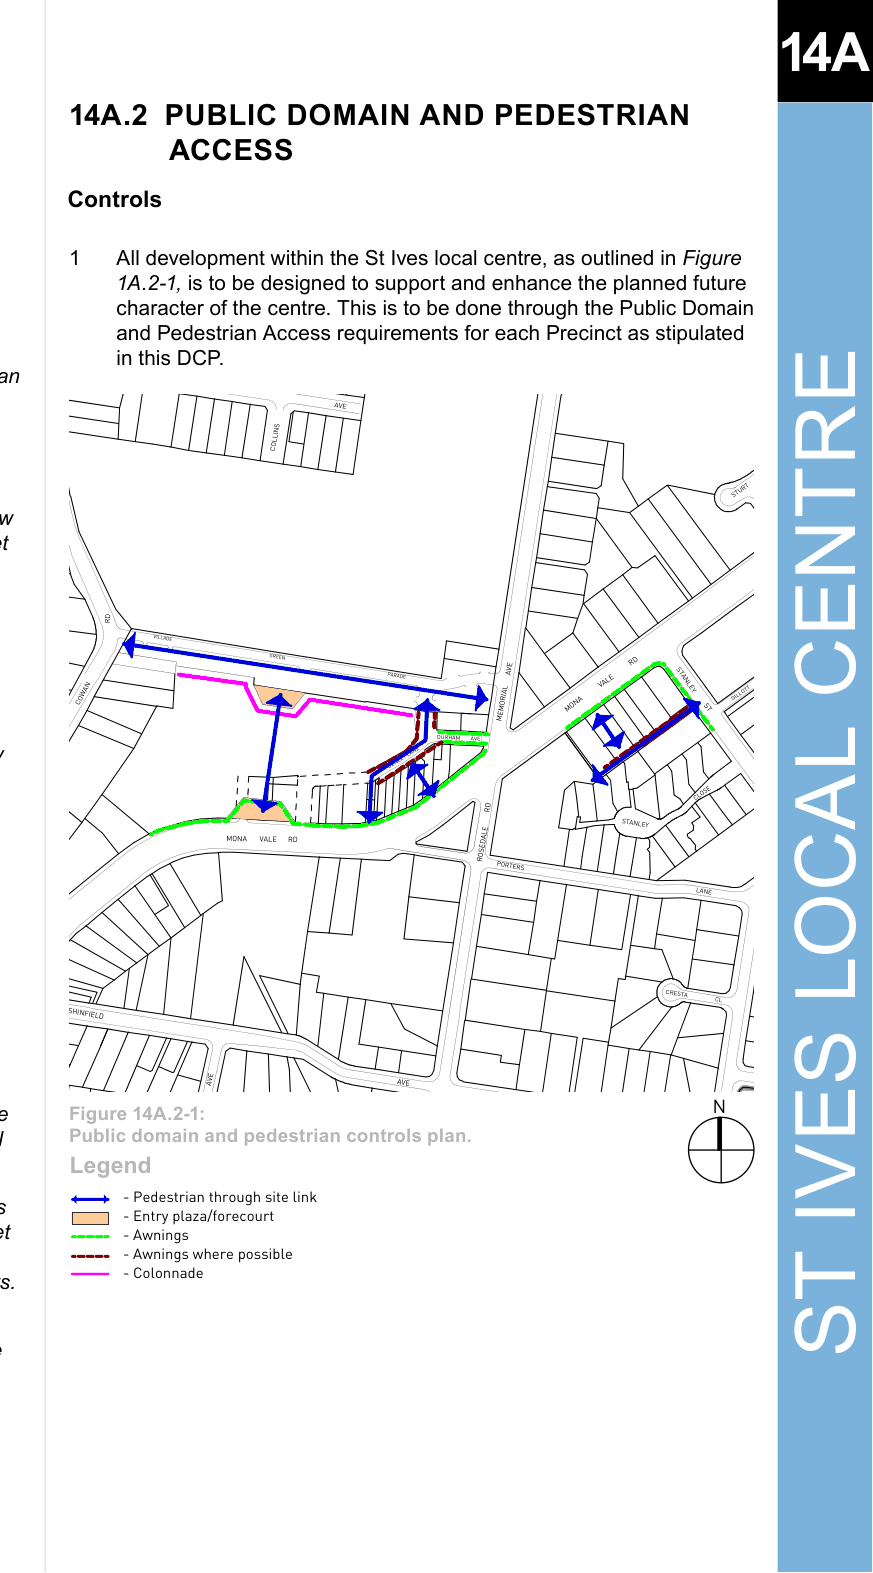 14A
14A.2 PUBLIC DOMAIN AND PEDESTRIAN
ACCESS
Controls
1 All development within the St Ives local centre, as outlined in Figure
1A.2-1, is to be designed to support and enhance the planned future
character of the centre. This is to be done through the Public Domain
and Pedestrian Access requirements for each Precinct as stipulated
in this DCP.
an
w
et
y
e
l
s
et
s.
e
AVE
COLLINS
STURT
RD
COWAN
VILLAGE
GREEN
PARADE
MEMORIAL AVE
MONA VALE RD
STANLEY ST
DURHAM AVE
STANLEY CLOSE
MONA VALE RD
ROSEDALE RD
PORTERS LANE
CRESTA CL
SHINFIELD
AVE
AVE
Figure 14A.2-1:
Public domain and pedestrian controls plan.
N
Legend
- Pedestrian through site link
- Entry plaza/forecourt
- Awnings
- Awnings where possible
- Colonnade
ST IVES LOCAL CENTRE